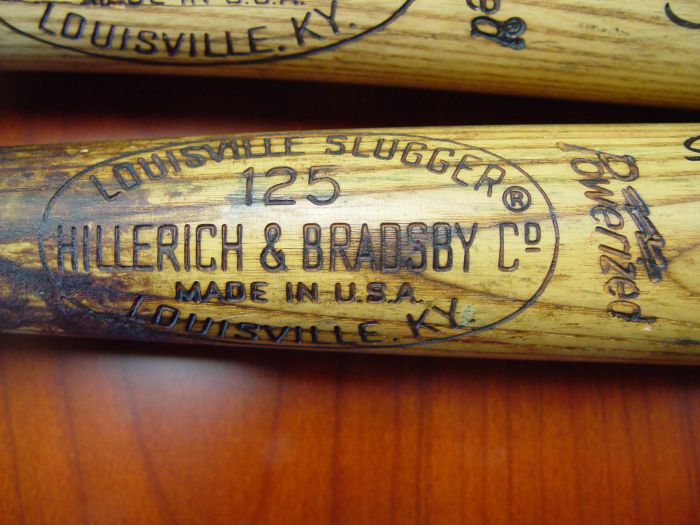 MADE IN U.S.A.
LOUISVILLE, KY.
LOUISVILLE SLUGGER®
125
HILLERICH & BRADSBY Cº
MADE IN U.S.A.
LOUISVILLE, KY.
Powerized